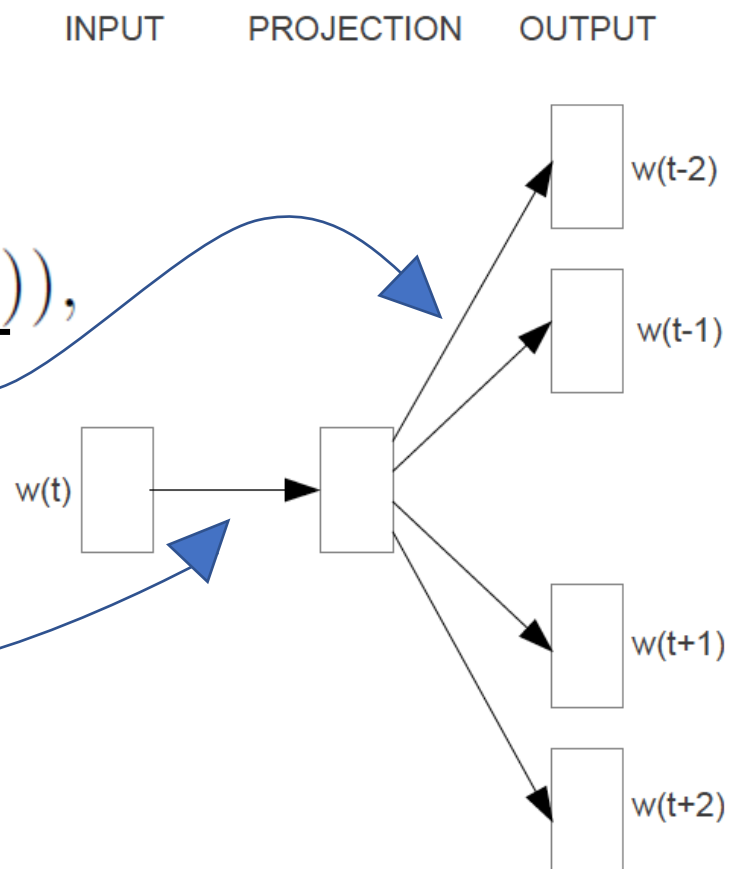 INPUT PROJECTION OUTPUT
w(t-2)
)),
w(t-1)
w(t)
w(t+1)
w(t+2)